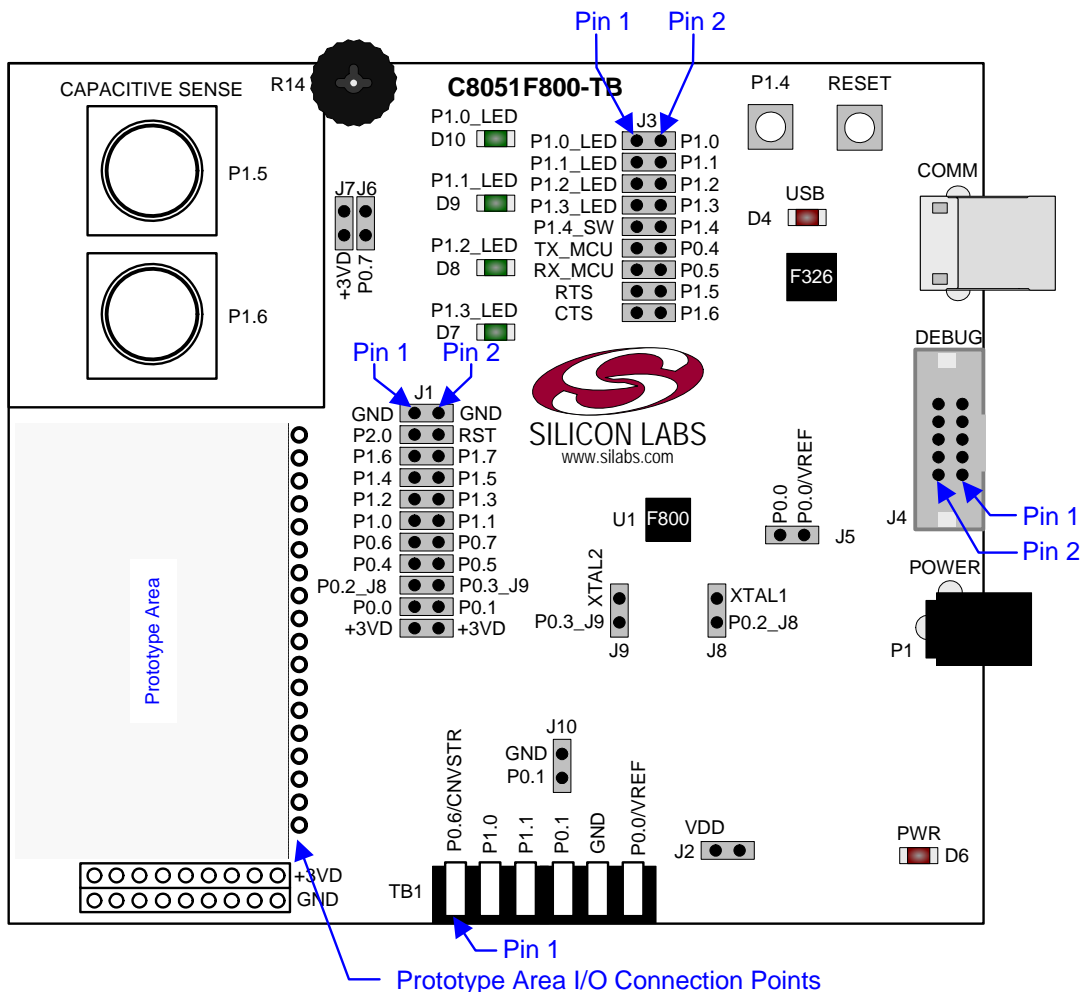 Pin 1
Pin 2
CAPACITIVE SENSE
R14
C8051F800-TB
P1.4
RESET
P1.5
P1.6
J7
J6
+3VD
P0.7
P1.0_LED
D10
P1.1_LED
D9
P1.2_LED
D8
P1.3_LED
D7
J3
P1.0_LED P1.0
P1.1_LED P1.1
P1.2_LED P1.2
P1.3_LED P1.3
P1.4_SW P1.4
TX_MCU P0.4
RX_MCU P0.5
RTS P1.5
CTS P1.6
USB
D4
F326
COMM
DEBUG
J4
Pin 1
Pin 2
Pin 1
Pin 2
J1
GND GND
P2.0 RST
P1.6 P1.7
P1.4 P1.5
P1.2 P1.3
P1.0 P1.1
P0.6 P0.7
P0.4 P0.5
P0.2_J8 P0.3_J9
P0.0 P0.1
+3VD +3VD
SILICON LABS
www.silabs.com
U1
F800
P0.0
P0.0/VREF
J5
POWER
P1
XTAL2
P0.3_J9
J9
XTAL1
P0.2_J8
J8
Prototype Area
J10
GND
P0.1
P0.6/CNVSTR
P1.0
P1.1
P0.1
GND
P0.0/VREF
TB1
VDD
J2
PWR
D6
+3VD
GND
Pin 1
Prototype Area I/O Connection Points